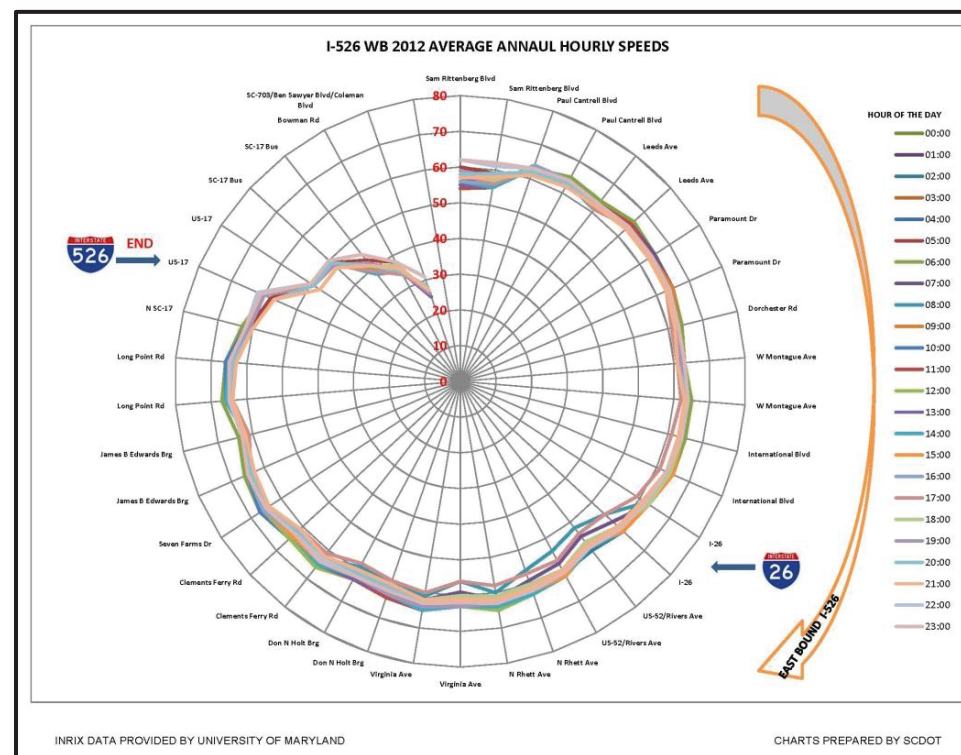 I-526 WB 2012 AVERAGE ANNAUL HOURLY SPEEDS
Sam Rittenberg Blvd
Sam Rittenberg Blvd
Paul Cantrell Blvd
Paul Cantrell Blvd
Leeds Ave
Leeds Ave
Paramount Dr
Paramount Dr
Dorchester Rd
W Montague Ave
W Montague Ave
International Blvd
International Blvd
I-26
I-26
US-52/Rivers Ave
US-52/Rivers Ave
N Rhett Ave
N Rhett Ave
Virginia Ave
Virginia Ave
Don N Holt Brg
Don N Holt Brg
Clements Ferry Rd
Clements Ferry Rd
Seven Farms Dr
James B Edwards Brg
James B Edwards Brg
Long Point Rd
Long Point Rd
N SC-17
US-17
US-17
SC-17 Bus
SC-17 Bus
Bowman Rd
SC-703/Ben Sawyer Blvd/Coleman
Blvd
80
70
60
50
40
30
20
10
0
INTERSTATE
526
END
INTERSTATE
26
EAST BOUND I-526
HOUR OF THE DAY
00:00
01:00
02:00
03:00
04:00
05:00
06:00
07:00
08:00
09:00
10:00
11:00
12:00
13:00
14:00
15:00
16:00
17:00
18:00
19:00
20:00
21:00
22:00
23:00
INRIX DATA PROVIDED BY UNIVERSITY OF MARYLAND
CHARTS PREPARED BY SCDOT